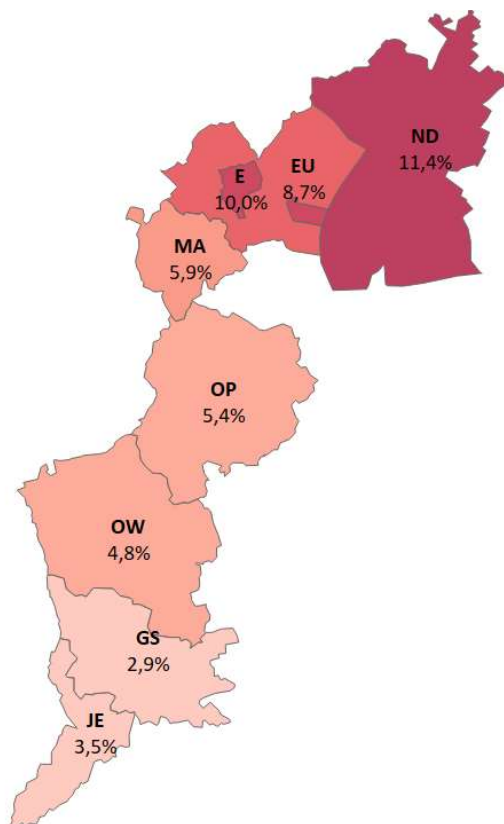 ND
11,4%
E
10,0%
EU
8,7%
MA
5,9%
OP
5,4%
OW
4,8%
GS
2,9%
JE
3,5%